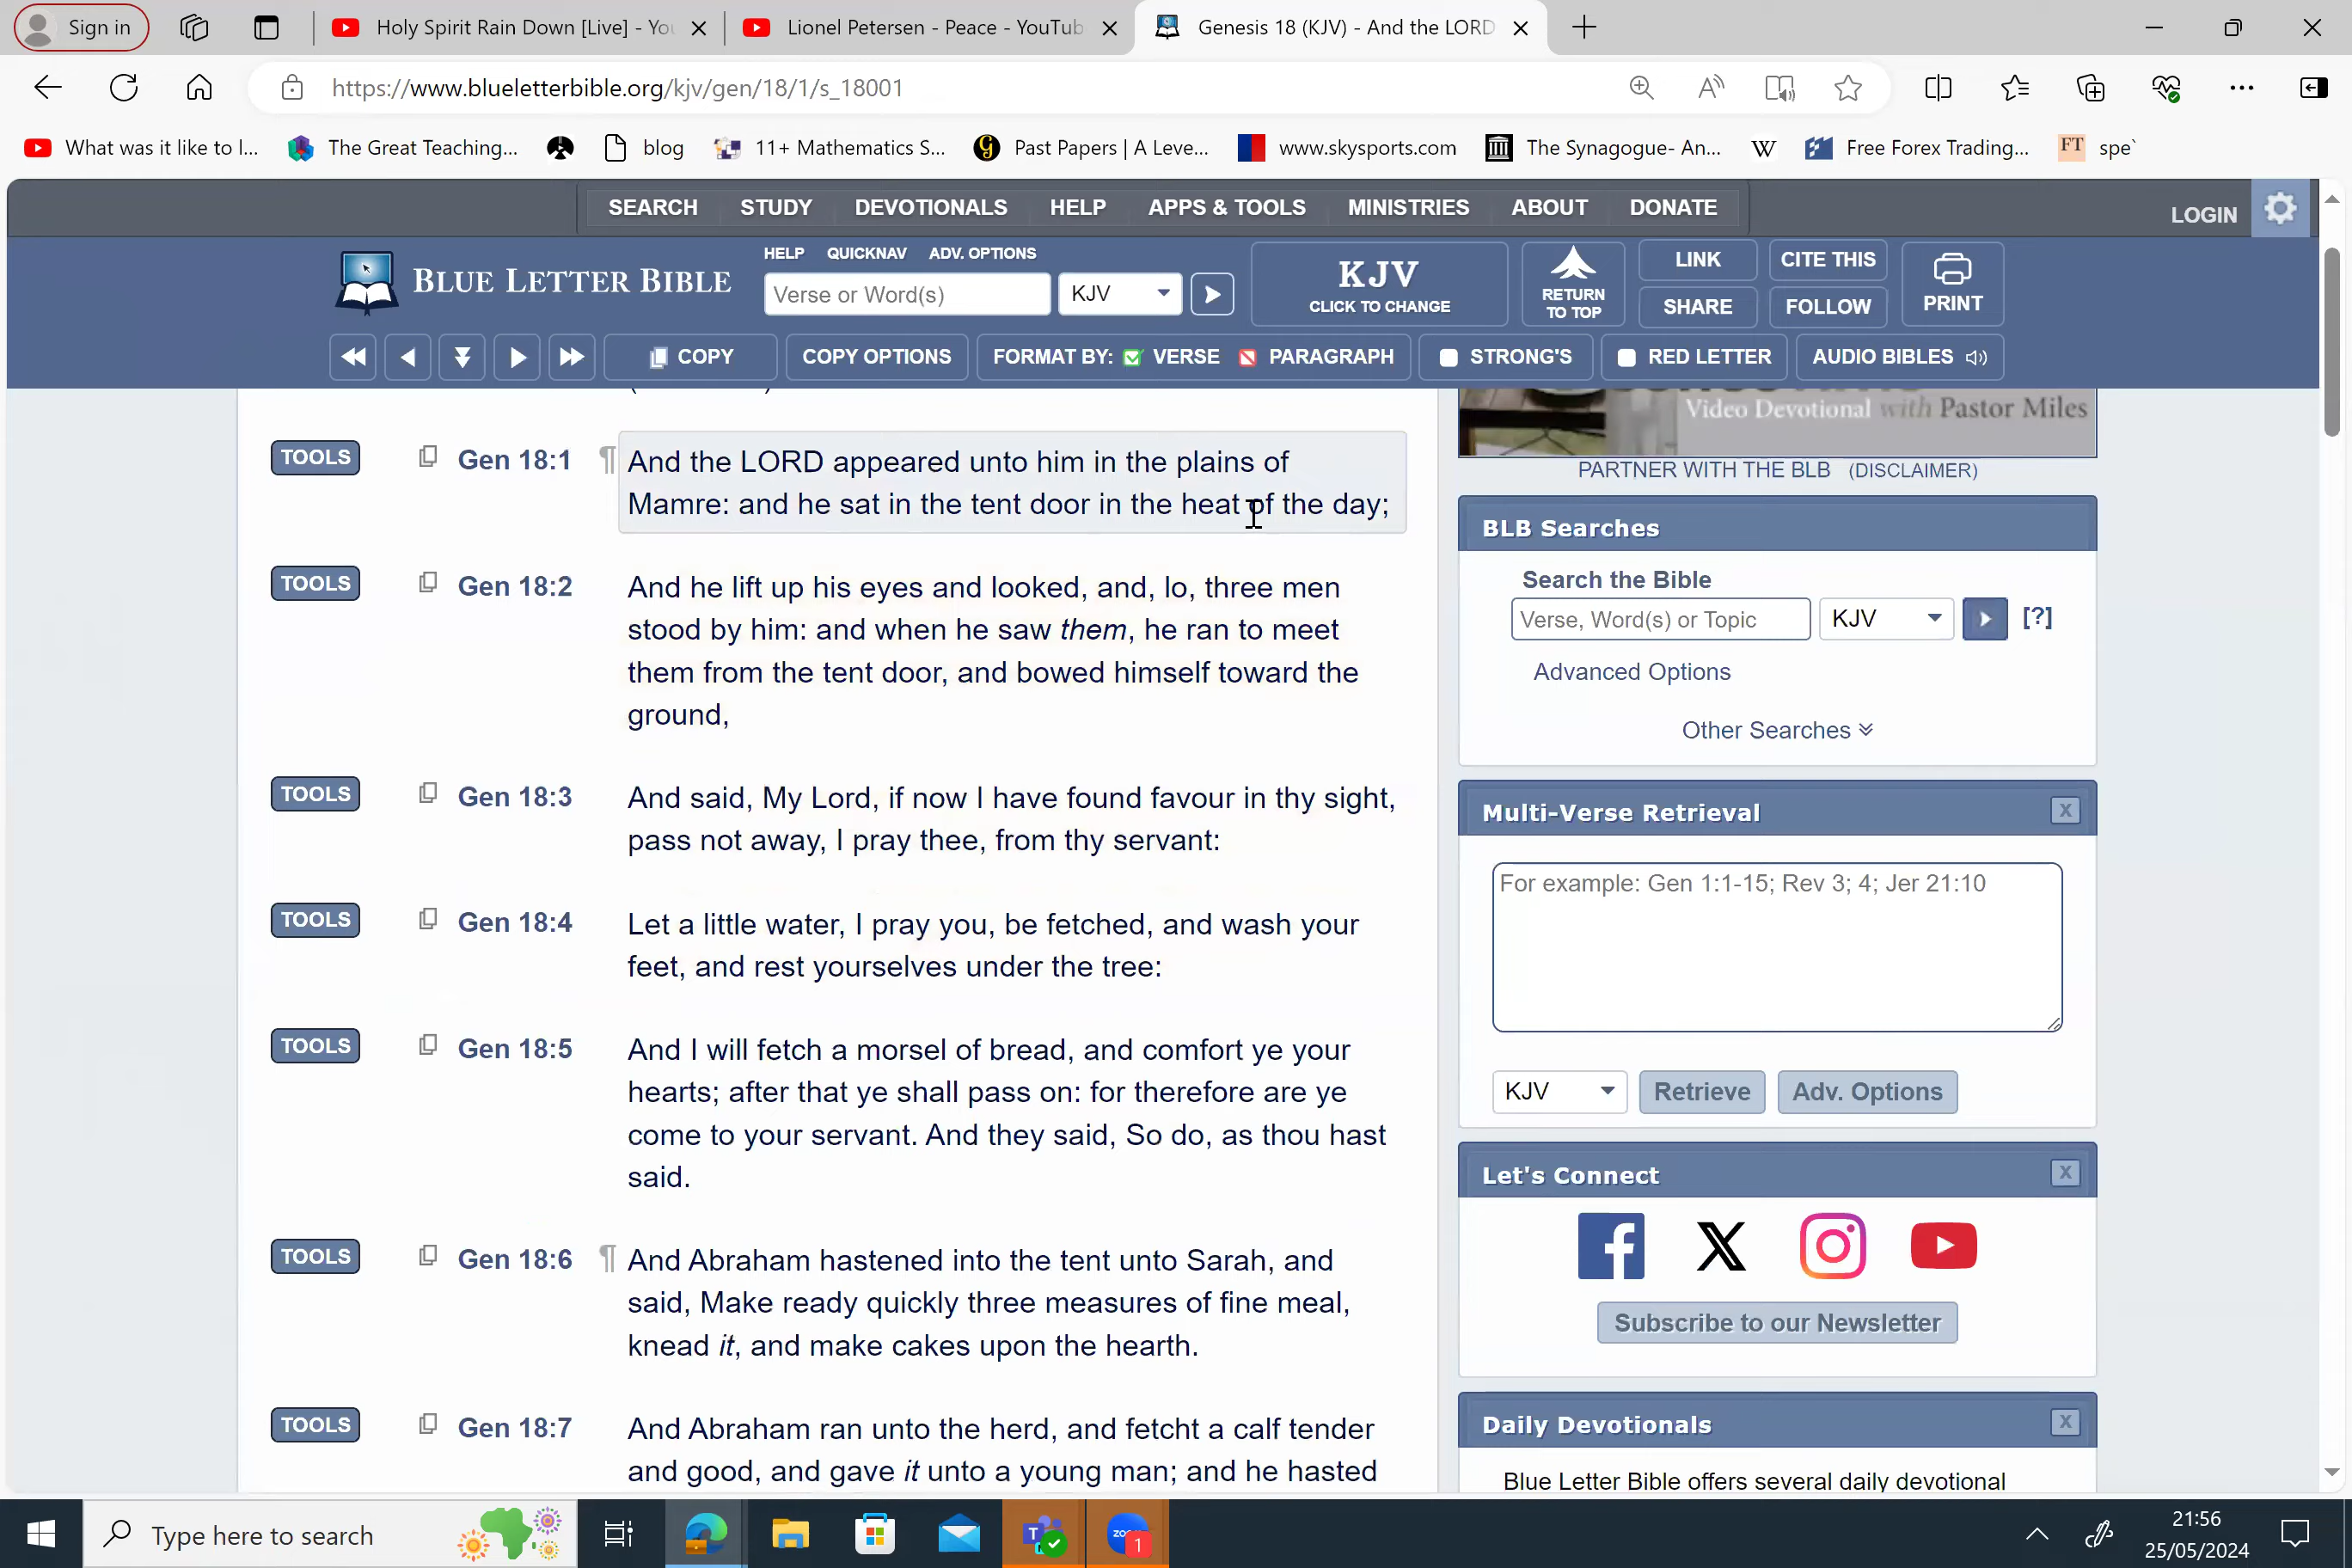 Sign in
Holy Spirit Rain Down [Live] - You
Lionel Petersen - Peace - YouTub
Genesis 18 (KJV) - And the LORD
https://www.blueletterbible.org/kjv/gen/18/1/s_18001
What was it like to l...
The Great Teaching...
blog
11+ Mathematics S...
Past Papers | A Leve...
www.skysports.com
The Synagogue- An...
W
Free Forex Trading...
FT
spe`
SEARCH STUDY DEVOTIONALS HELP APPS & TOOLS MINISTRIES ABOUT DONATE
LOGIN
BLUE LETTER BIBLE
HELP QUICKNAV ADV. OPTIONS
Verse or Word(s)
KJV
KJV
CLICK TO CHANGE
RETURN
TO TOP
LINK
CITE THIS
SHARE
FOLLOW
PRINT
COPY
COPY OPTIONS
FORMAT BY: VERSE PARAGRAPH
STRONG'S
RED LETTER
AUDIO BIBLES
TOOLS Gen 18:1 ¶ And the LORD appeared unto him in the plains of
Mamre: and he sat in the tent door in the heat of the day;
TOOLS Gen 18:2 And he lift up his eyes and looked, and, lo, three men
stood by him: and when he saw them, he ran to meet
them from the tent door, and bowed himself toward the
ground,
TOOLS Gen 18:3 And said, My Lord, if now I have found favour in thy sight,
pass not away, I pray thee, from thy servant:
TOOLS Gen 18:4 Let a little water, I pray you, be fetched, and wash your
feet, and rest yourselves under the tree:
TOOLS Gen 18:5 And I will fetch a morsel of bread, and comfort ye your
hearts; after that ye shall pass on: for therefore are ye
come to your servant. And they said, So do, as thou hast
said.
TOOLS Gen 18:6 ¶ And Abraham hastened into the tent unto Sarah, and
said, Make ready quickly three measures of fine meal,
knead it, and make cakes upon the hearth.
TOOLS Gen 18:7 And Abraham ran unto the herd, and fetcht a calf tender
and good, and gave it unto a young man; and he hasted
Video Devotional with Pastor Miles
PARTNER WITH THE BLB (DISCLAIMER)
BLB Searches
Search the Bible
Verse, Word(s) or Topic
KJV
[?]
Advanced Options
Other Searches
Multi-Verse Retrieval
X
For example: Gen 1:1-15; Rev 3; 4; Jer 21:10
KJV
Retrieve
Adv. Options
Let's Connect
X
Subscribe to our Newsletter
Daily Devotionals
X
Blue Letter Bible offers several daily devotional
Type here to search
T
zoom
1
21:56
25/05/2024